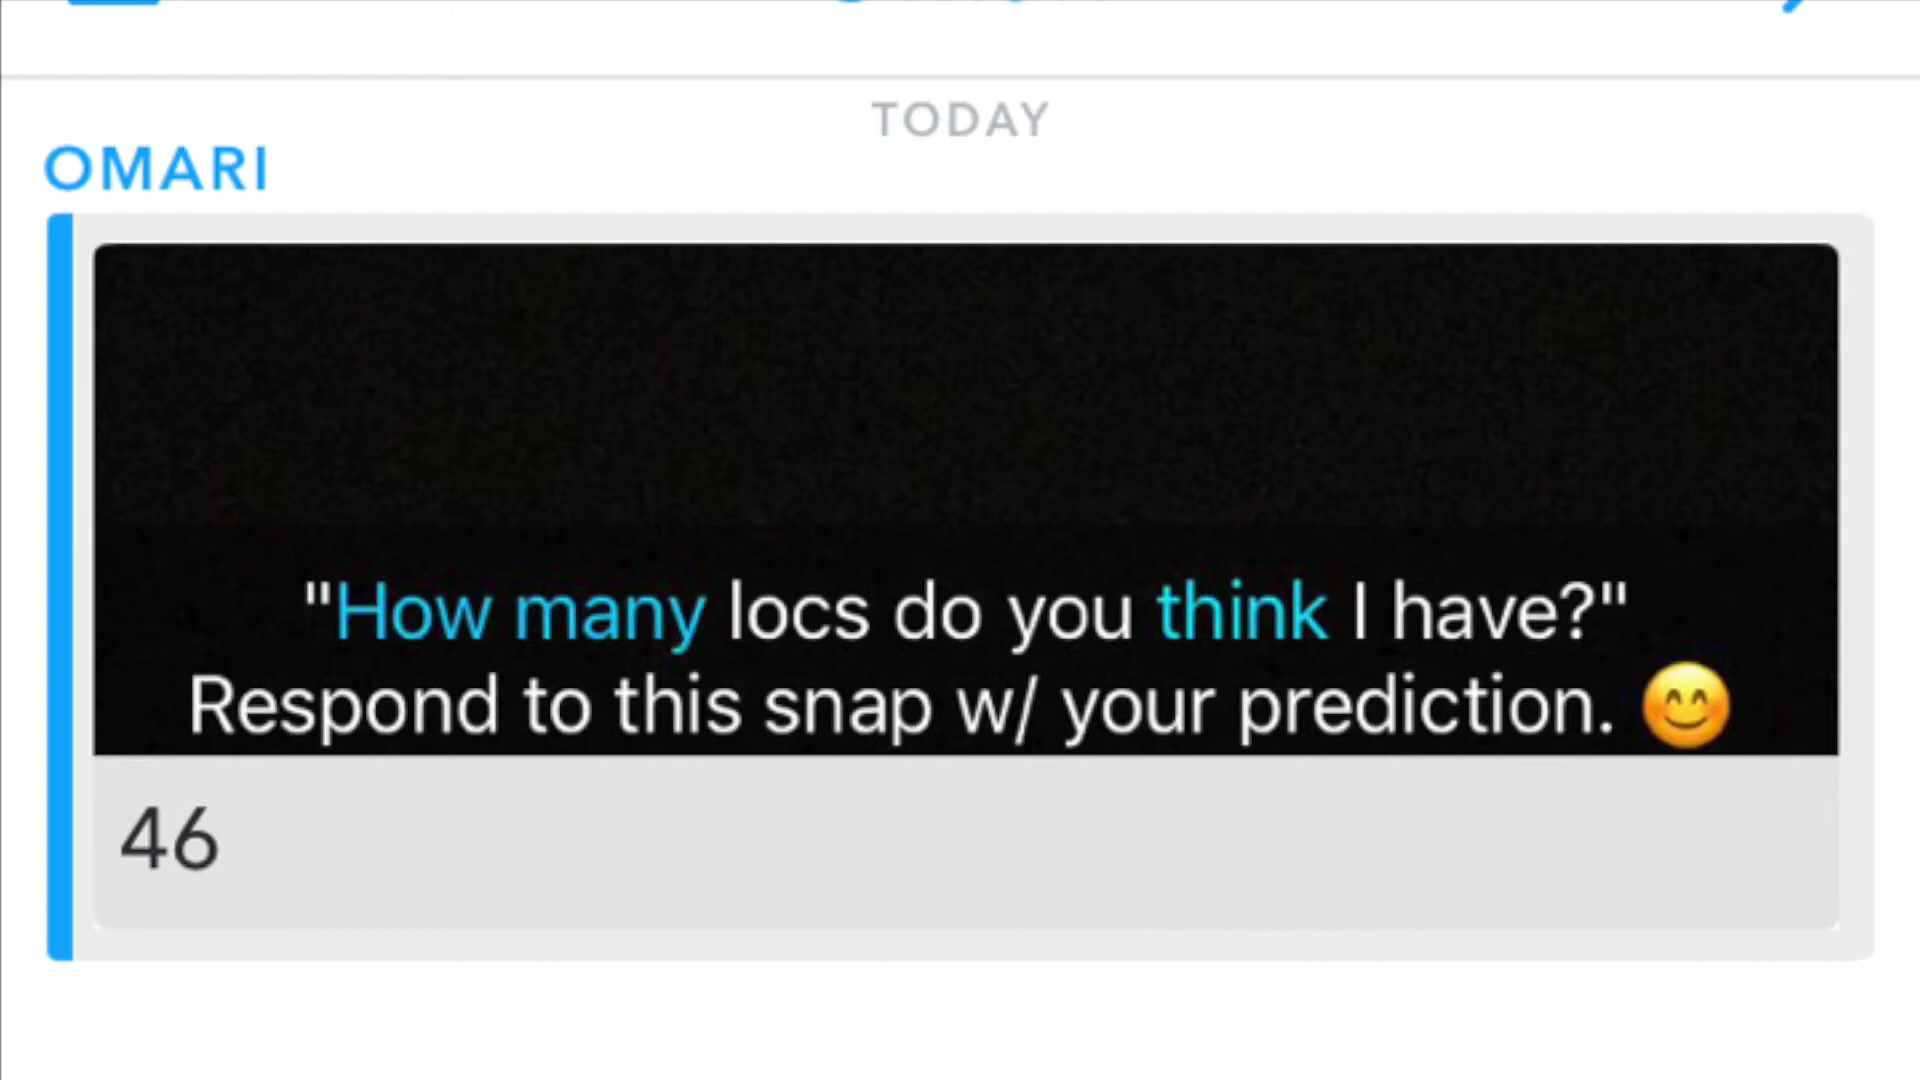 TODAY
OMARI
"How many locs do you think I have?"
Respond to this snap w/ your prediction. 😊
46